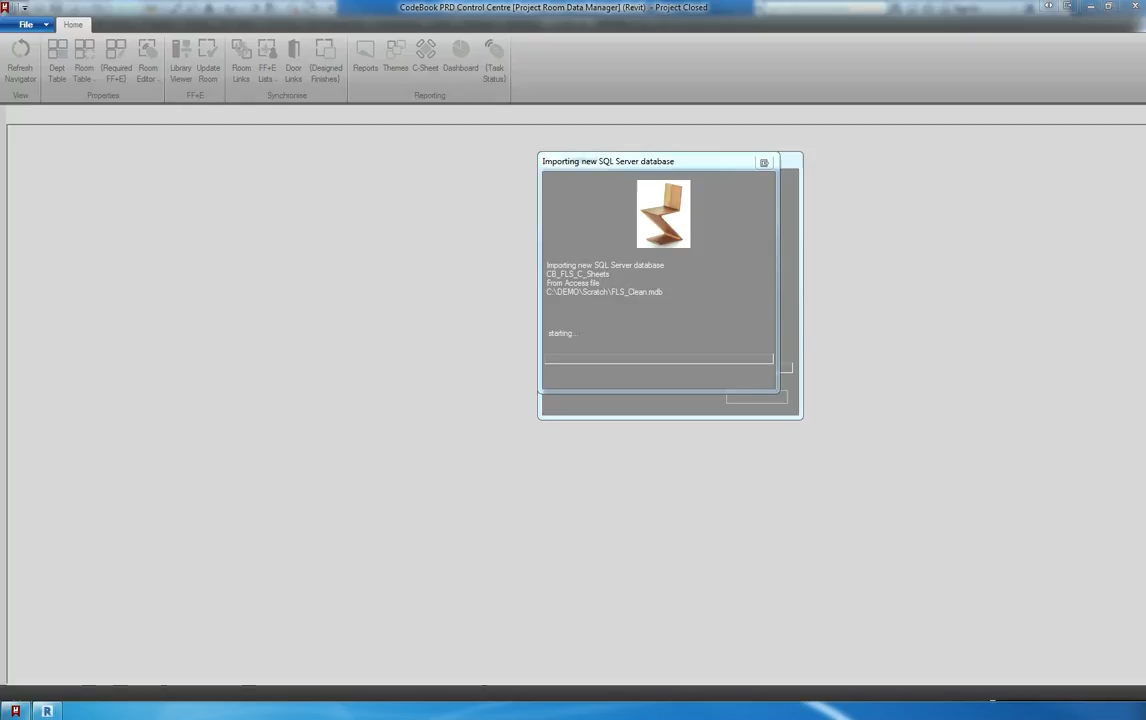 CodeBook PRD Control Centre [Project Room Data Manager] (Revit) - Project Closed
File
Home
Refresh Navigator
Dept Table
Room Table
{Required FF+E}
Room Editor
Library Viewer
Update Room
Room Links
FF+E Lists
Door Links
{Designed Finishes}
Reports
Themes
C-Sheet
Dashboard
{Task Status}
View
Properties
FF+E
Synchronise
Reporting
Importing new SQL Server database
Importing new SQL Server database
CB_FLS_C_Sheets
From Access file
C:\DEMO\Scratch\FLS_Clean.mdb
starting...